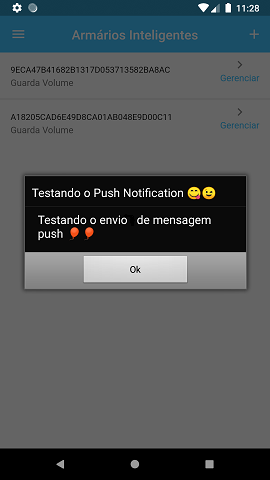 11:28
Armários Inteligentes
9ECA47B41682B1317D053713582BA8AC
Guarda Volume
Gerenciar
A18205CAD6E49D8CA01AB048E9D00C11
Guarda Volume
Gerenciar
Testando o Push Notification 😋😉
Testando o envio de mensagem
push 🎈🎈
Ok